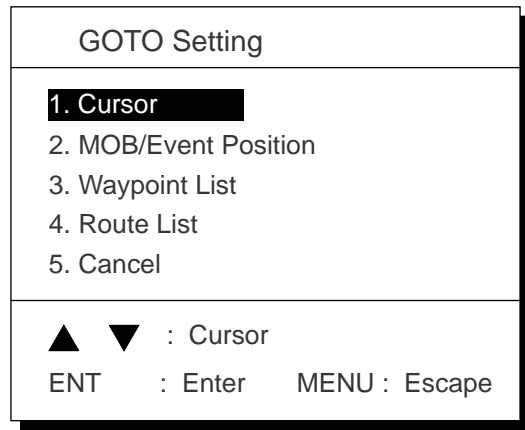 GOTO Setting
1. Cursor
2. MOB/Event Position
3. Waypoint List
4. Route List
5. Cancel
▲ ▼ : Cursor
ENT : Enter MENU : Escape